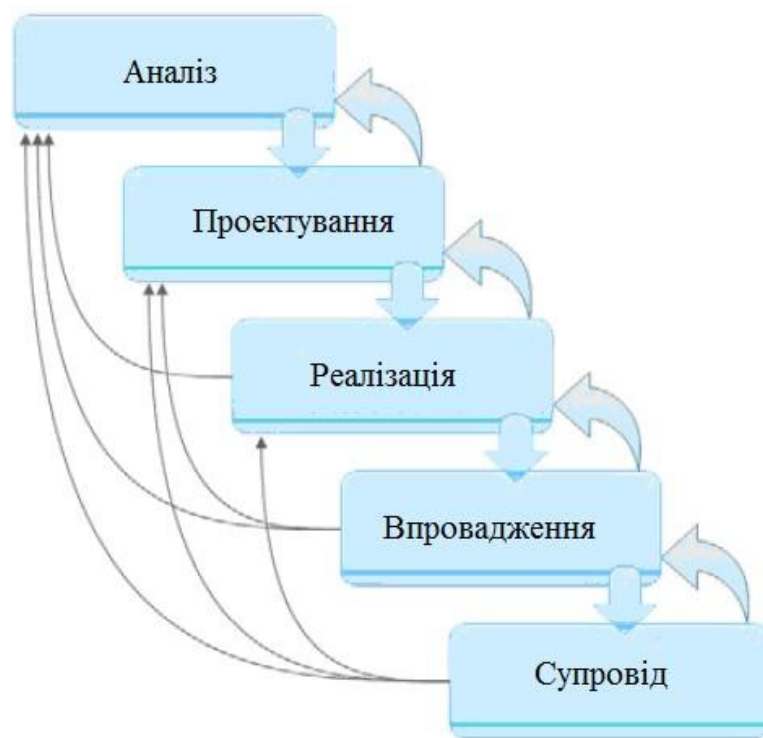 Аналіз
Проектування
Реалізація
Впровадження
Супровід